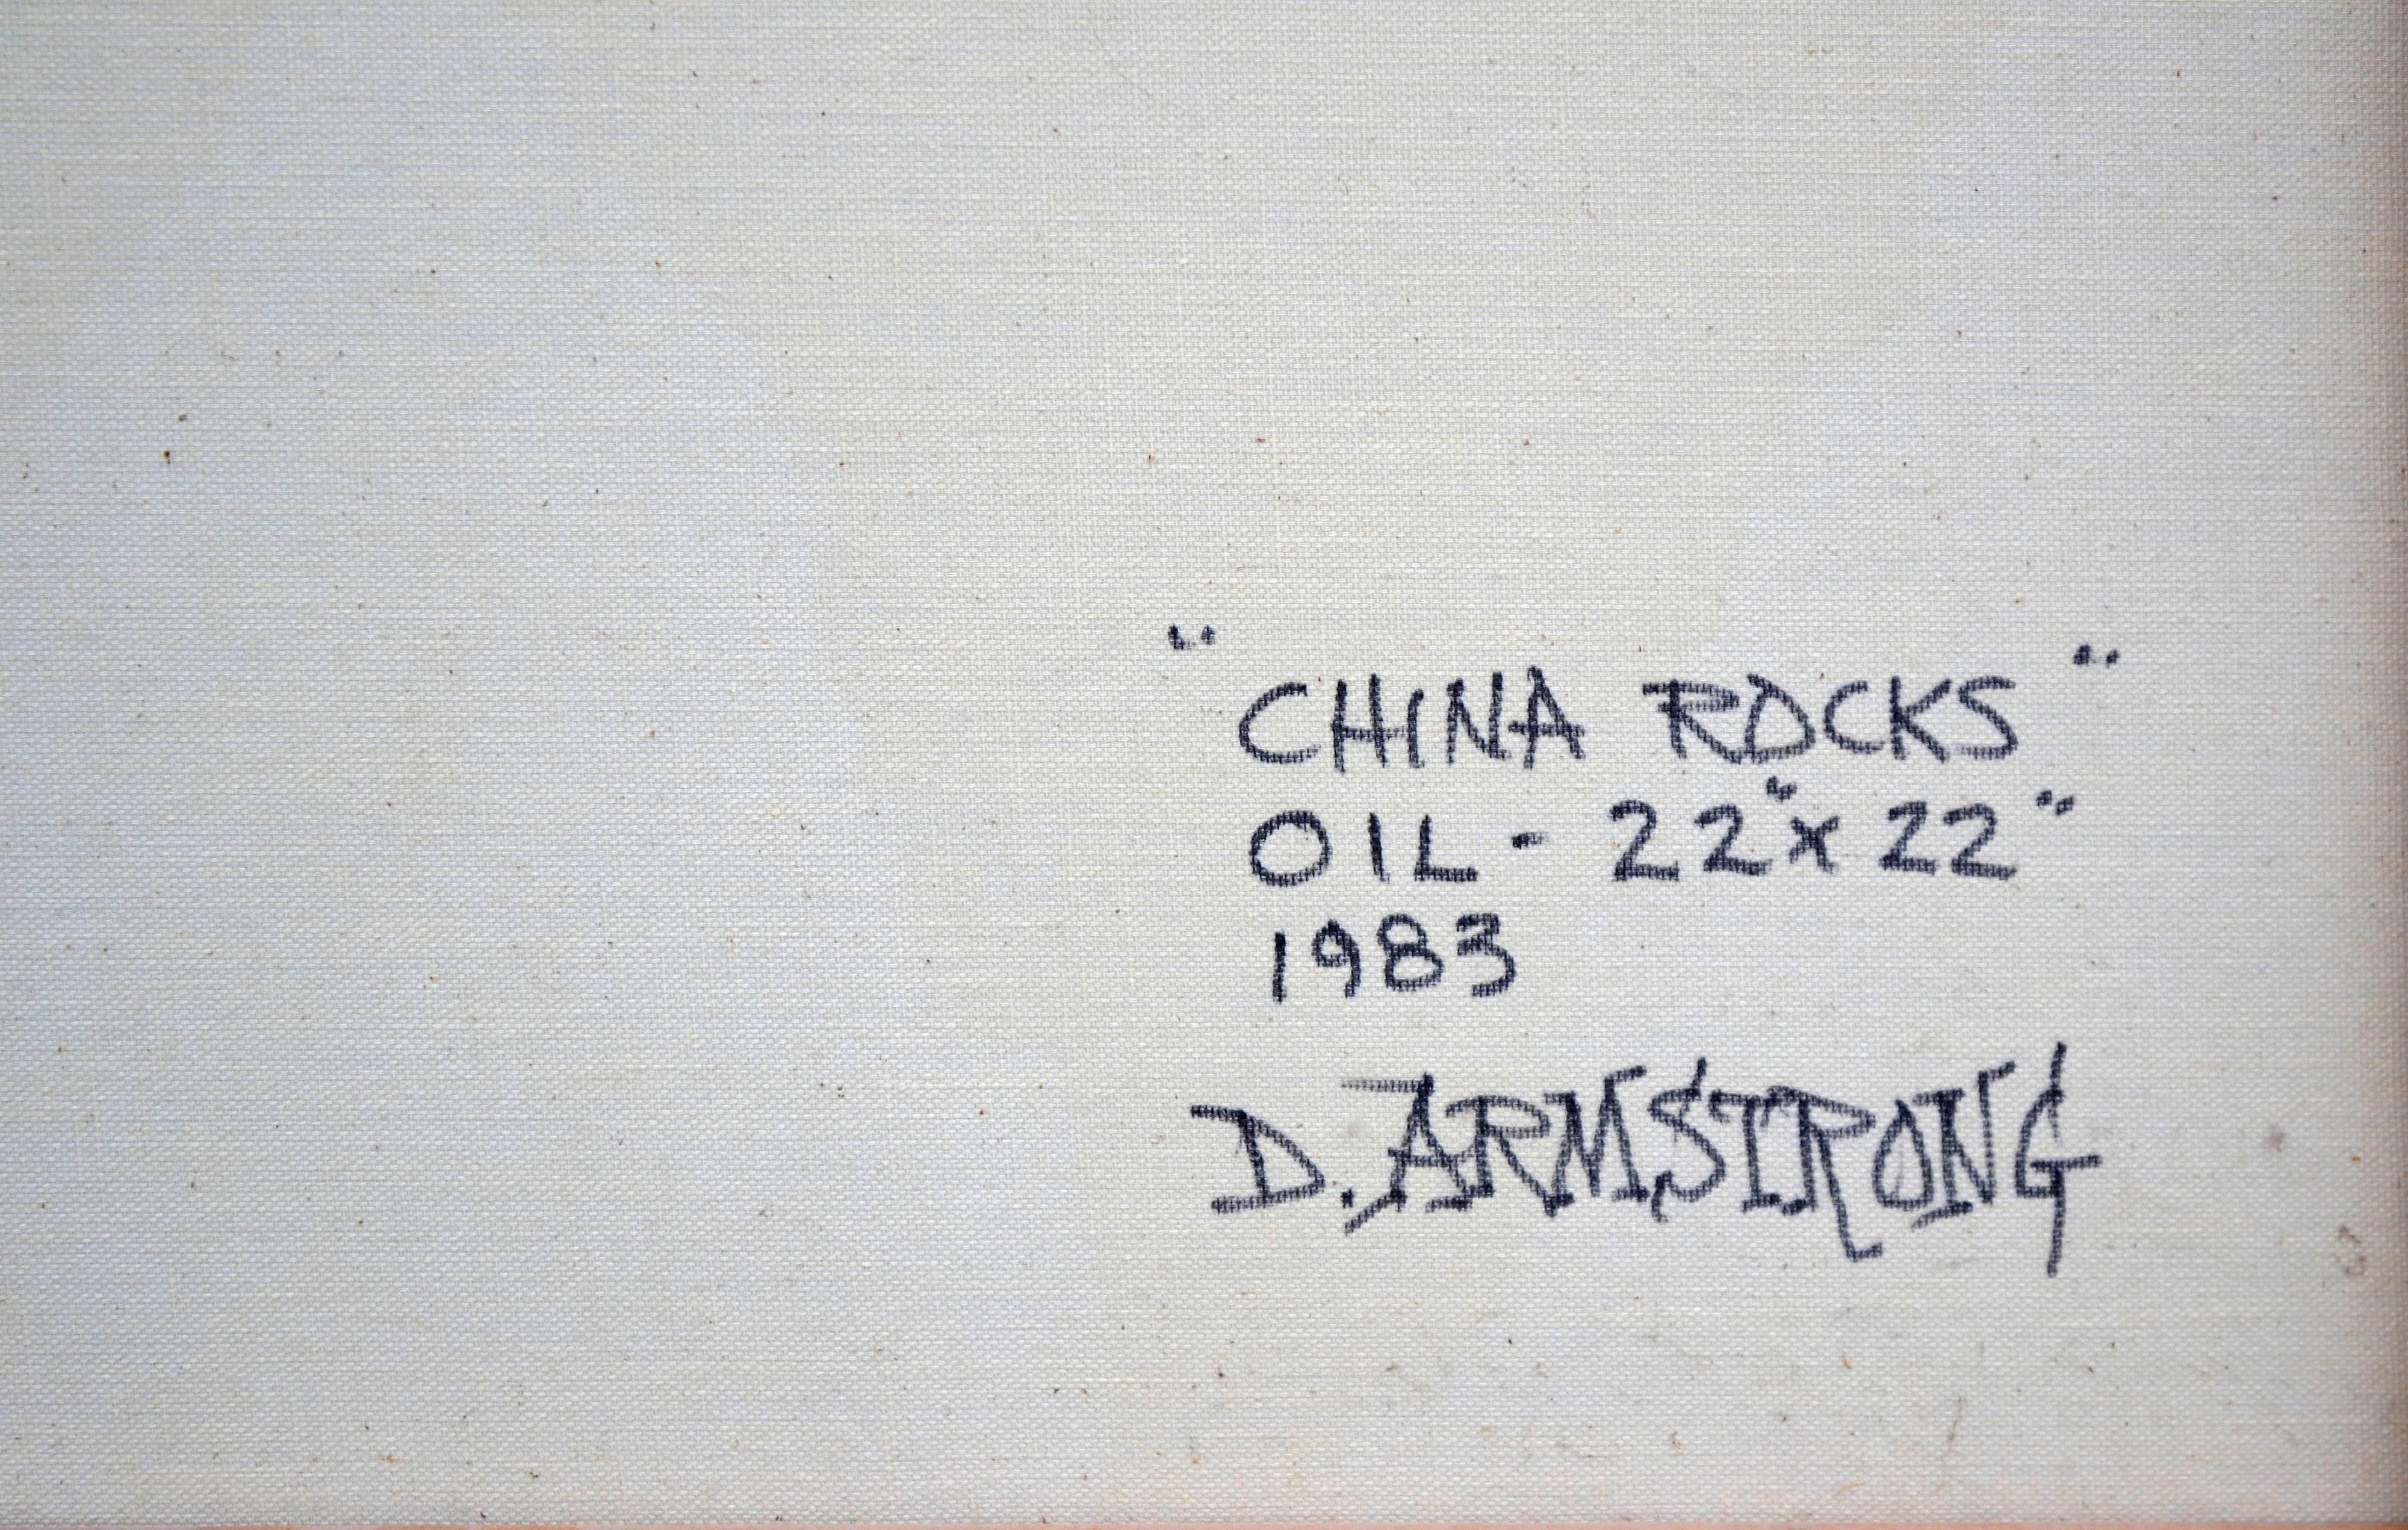 "CHINA ROCKS"
OIL - 22" x 22"
1983
D. ARMSTRONG